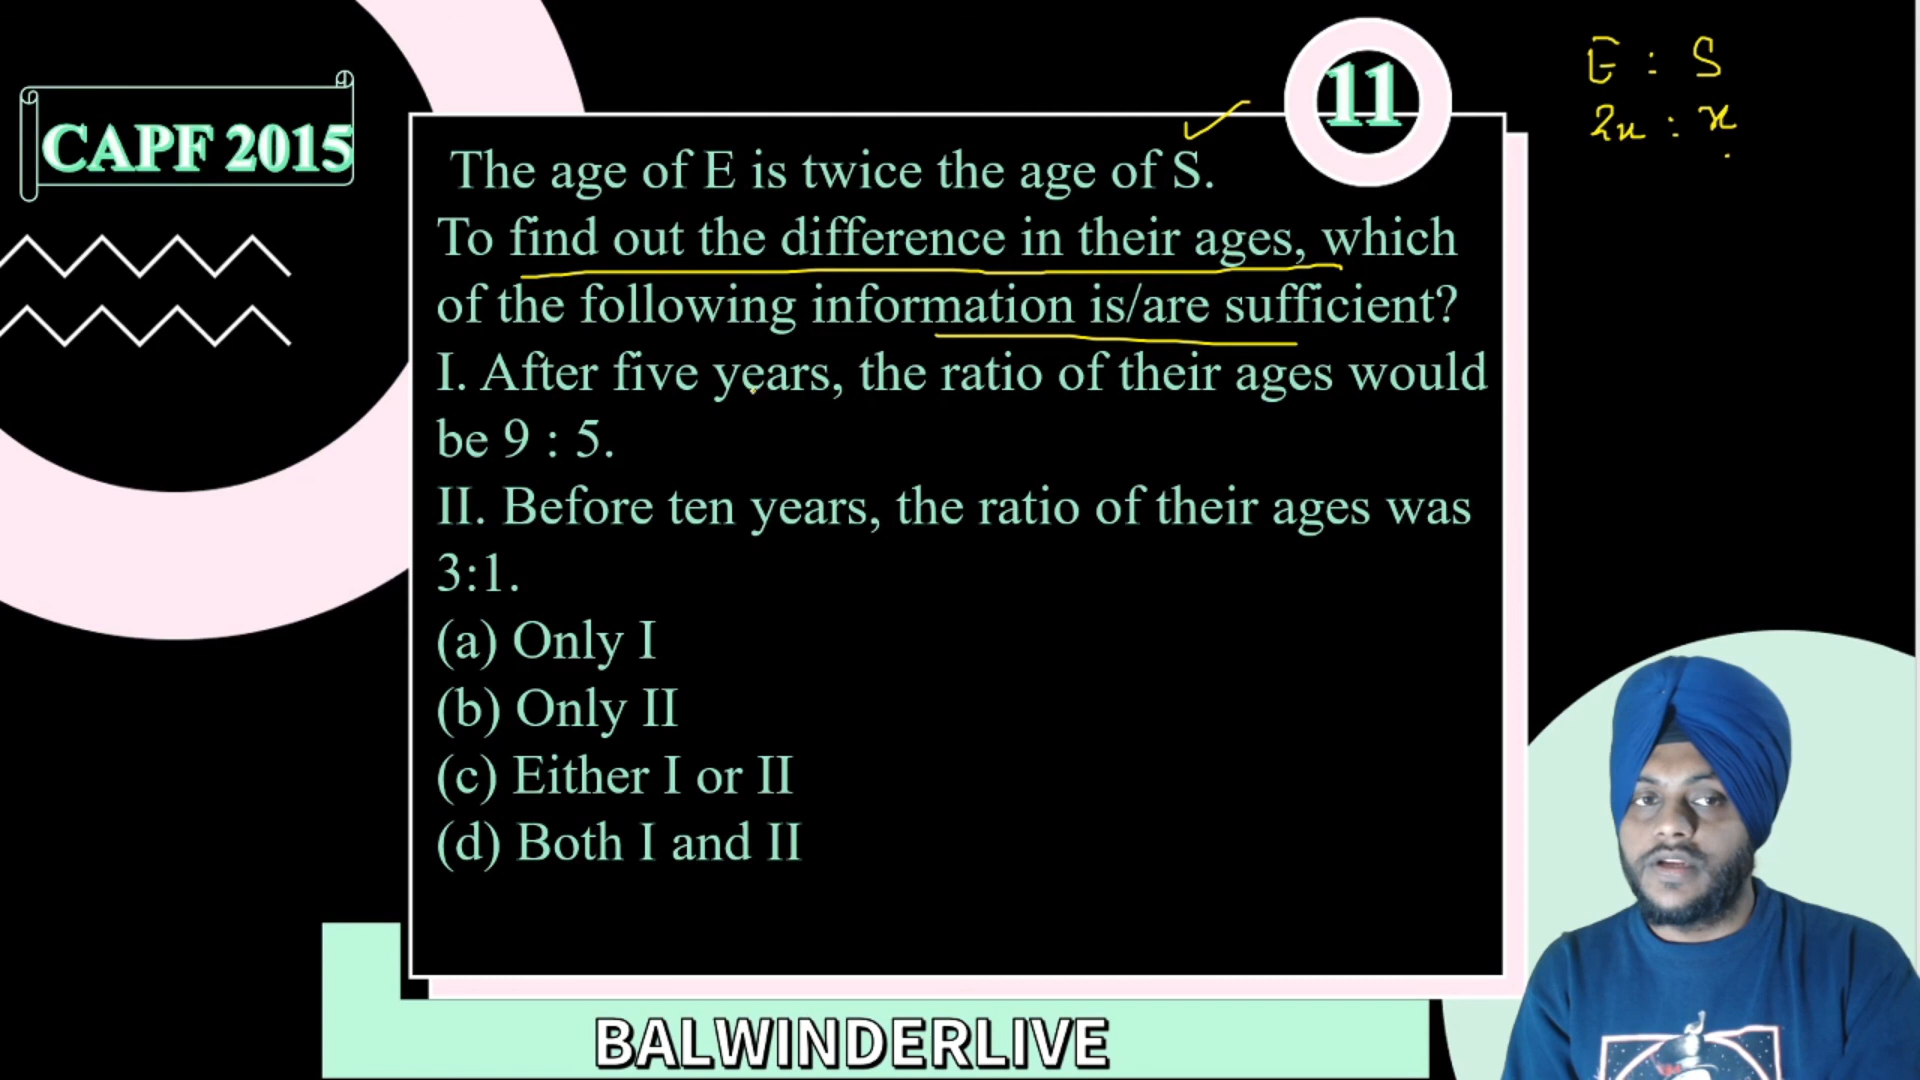 CAPF 2015
11
E : S
2x : x
The age of E is twice the age of S.
To find out the difference in their ages, which
of the following information is/are sufficient?
I. After five years, the ratio of their ages would
be 9 : 5.
II. Before ten years, the ratio of their ages was
3:1.
(a) Only I
(b) Only II
(c) Either I or II
(d) Both I and II
BALWINDERLIVE